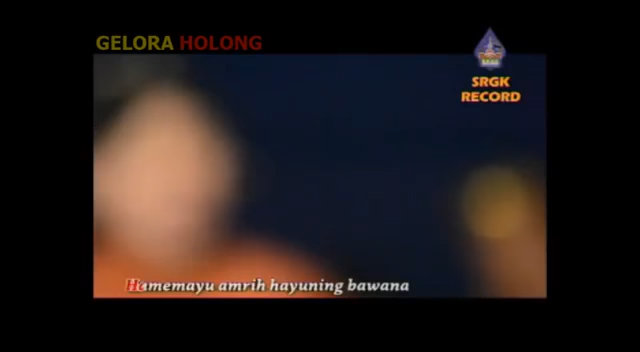 GELORA HOLONG
SRGK
RECORD
Hamemayu amrih hayuning bawana